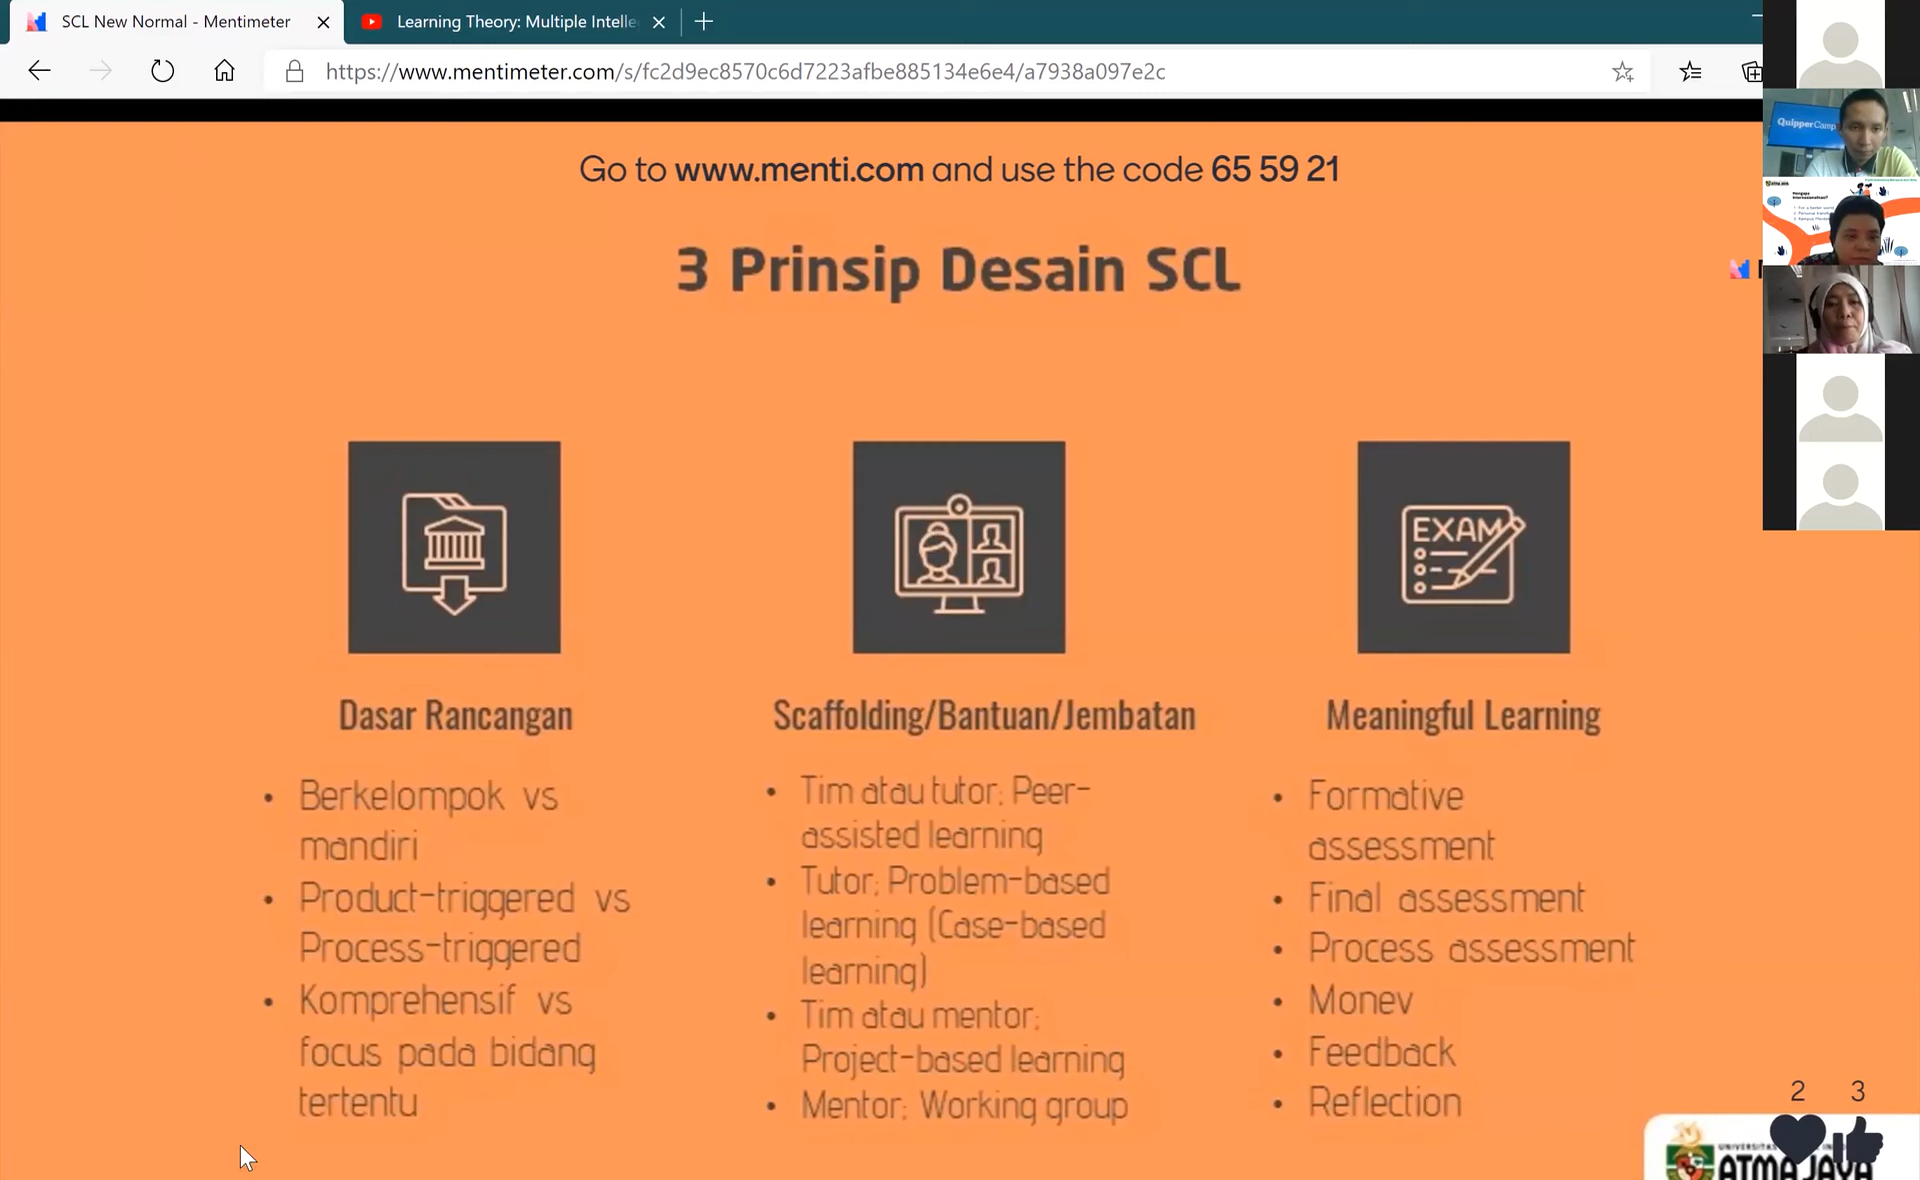 SCL New Normal - Mentimeter
Learning Theory: Multiple Intelle
https://www.mentimeter.com/s/fc2d9ec8570c6d7223afbe885134e6e4/a7938a097e2c
QuipperCamp
Go to www.menti.com and use the code 65 59 21
3 Prinsip Desain SCL
EXAM
Dasar Rancangan
• Berkelompok vs
mandiri
• Product-triggered vs
Process-triggered
• Komprehensif vs
focus pada bidang
tertentu
Scaffolding/Bantuan/Jembatan
• Tim atau tutor; Peer-
assisted learning
• Tutor; Problem-based
learning (Case-based
learning)
• Tim atau mentor;
Project-based learning
• Mentor; Working group
Meaningful Learning
• Formative
assessment
• Final assessment
• Process assessment
• Monev
• Feedback
• Reflection
2 3
ATMA JAYA